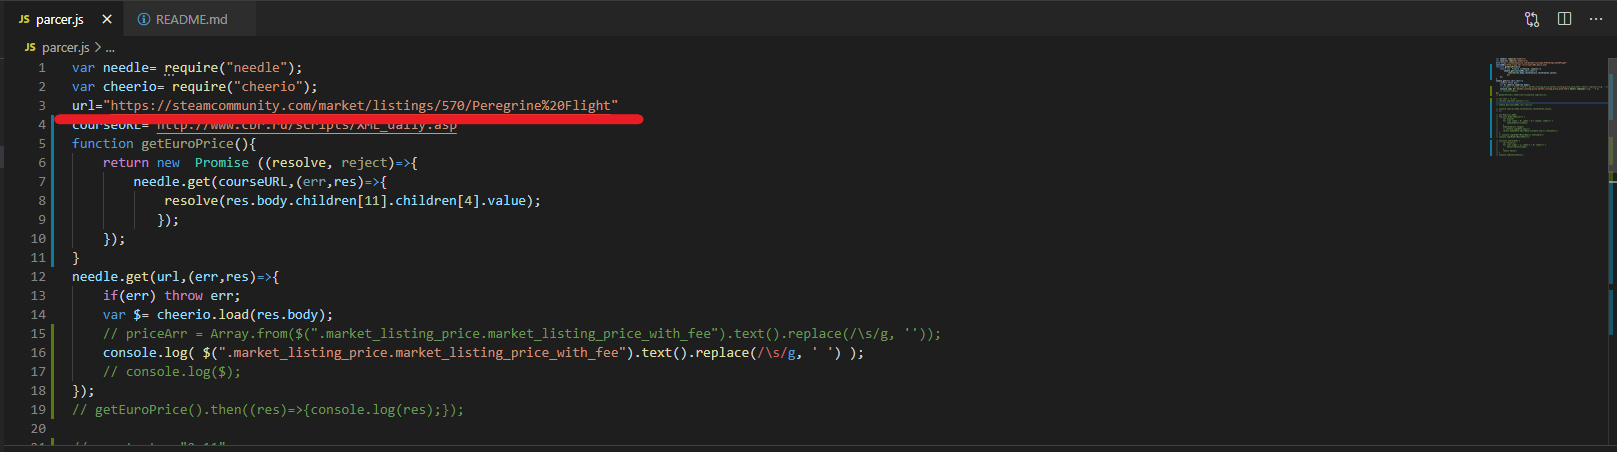 JS parcer.js × README.md
JS parcer.js > ...
1 var needle= require("needle");
2 var cheerio= require("cheerio");
3 url="https://steamcommunity.com/market/listings/570/Peregrine%20Flight"
4 courseURL="http://www.cbr.ru/scripts/XML_daily.asp
5 function getEuroPrice(){
6 return new Promise ((resolve, reject)=>{
7 needle.get(courseURL,(err,res)=>{
8 resolve(res.body.children[11].children[4].value);
9 });
10 });
11 }
12 needle.get(url,(err,res)=>{
13 if(err) throw err;
14 var $= cheerio.load(res.body);
15 // priceArr = Array.from($(".market_listing_price.market_listing_price_with_fee").text().replace(/\s/g, ''));
16 console.log( $(".market_listing_price.market_listing_price_with_fee").text().replace(/\s/g, ' ') );
17 // console.log($);
18 });
19 // getEuroPrice().then((res)=>{console.log(res);});
20